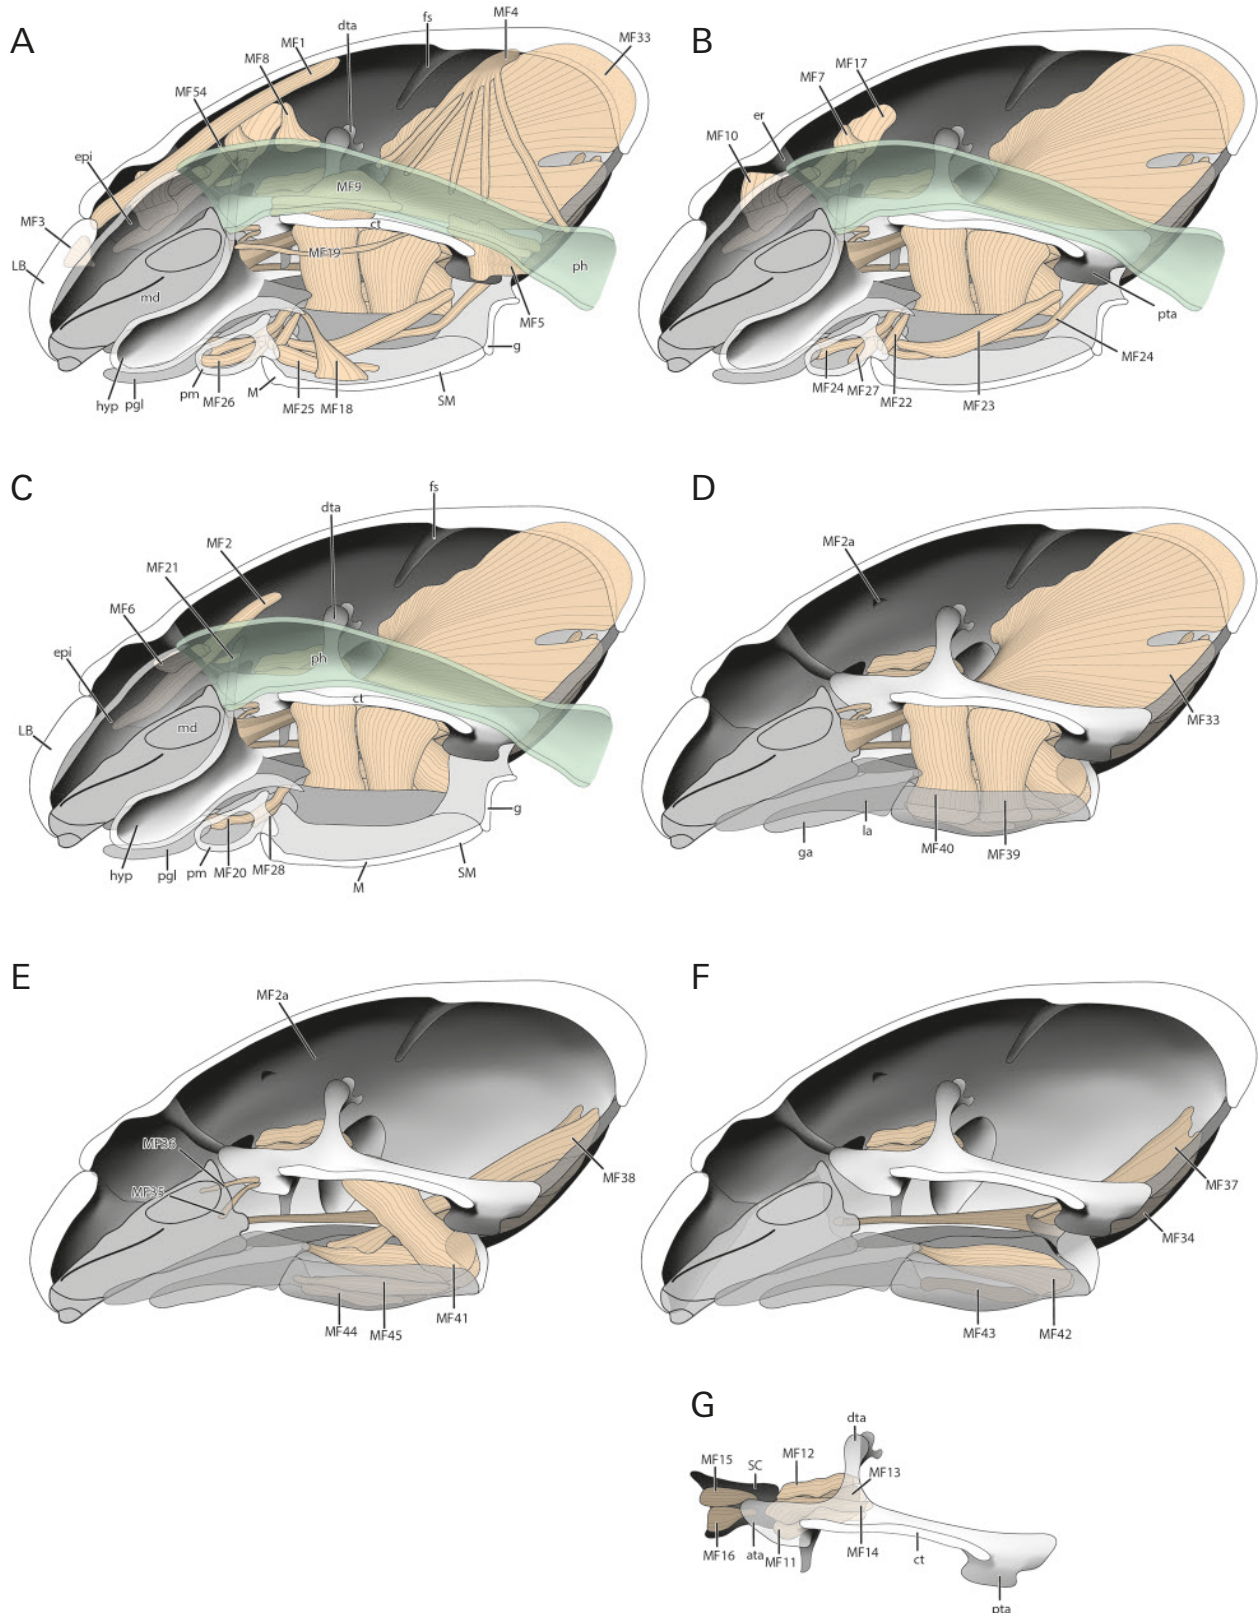 A
dta
fs
MF4
MF1
MF33
MF8
MF54
epi
MF3
LB
MF9
ct
MF19
md
ph
MF5
g
hyp
pgl
pm
MF26
M
MF25
MF18
SM
B
MF17
MF7
er
MF10
pta
MF24
MF24
MF27
MF22
MF23
C
fs
dta
MF2
MF21
MF6
epi
LB
ph
ct
md
g
hyp
pgl
pm
MF20
MF28
M
SM
D
MF2a
MF33
la
ga
MF40
MF39
E
MF2a
MF36
MF35
MF38
MF41
MF44
MF45
F
MF37
MF34
MF43
MF42
G
dta
MF15
SC
MF12
MF13
MF16
ata
MF11
MF14
ct
pta